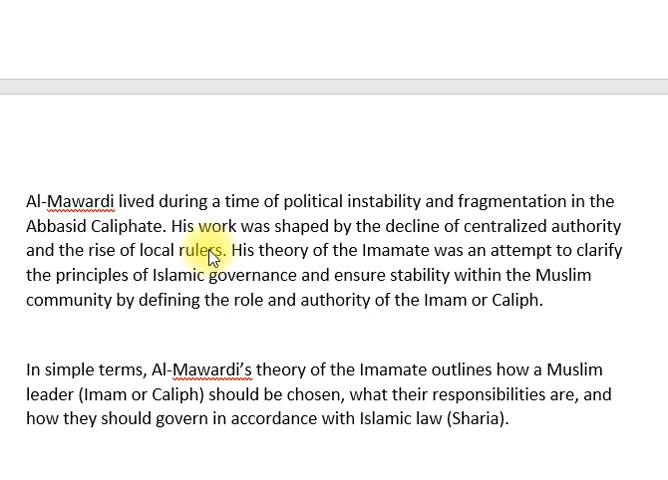 Al-Mawardi lived during a time of political instability and fragmentation in the
Abbasid Caliphate. His work was shaped by the decline of centralized authority
and the rise of local rulers. His theory of the Imamate was an attempt to clarify
the principles of Islamic governance and ensure stability within the Muslim
community by defining the role and authority of the Imam or Caliph.
In simple terms, Al-Mawardi’s theory of the Imamate outlines how a Muslim
leader (Imam or Caliph) should be chosen, what their responsibilities are, and
how they should govern in accordance with Islamic law (Sharia).